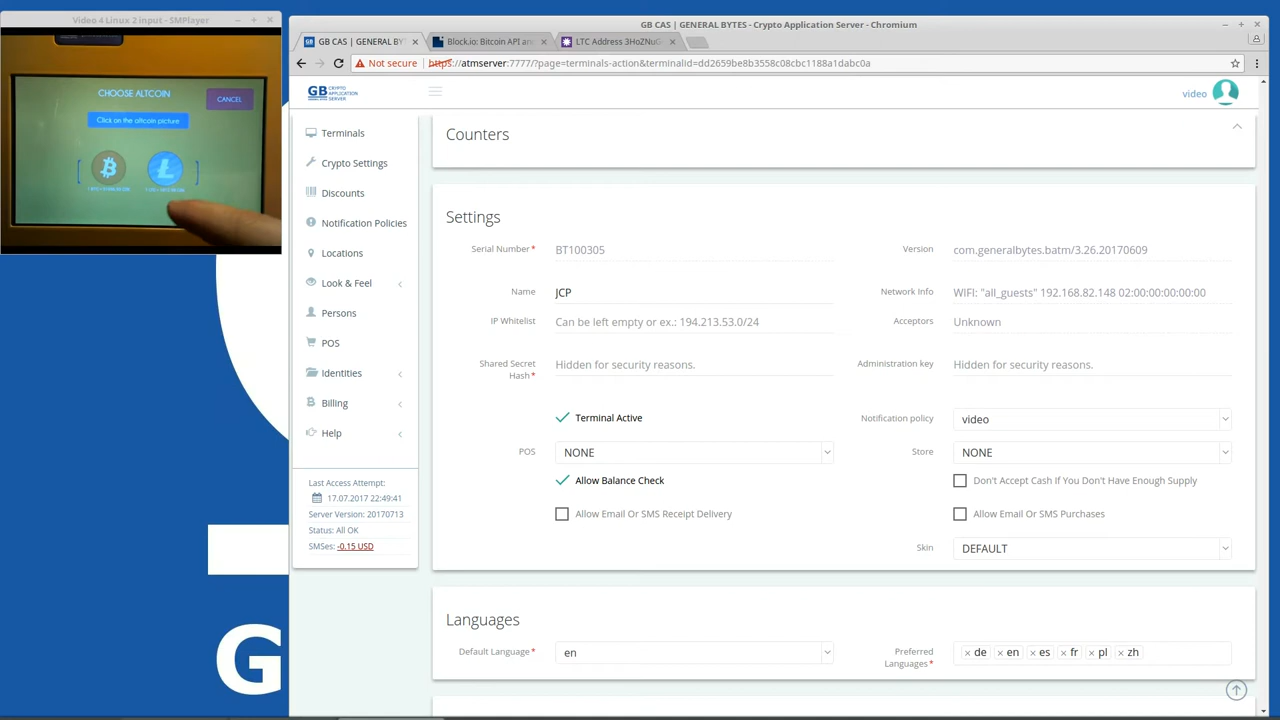 Video 4 Linux 2 input - SMPlayer
CHOOSE ALTCOIN
CANCEL
Click on the altcoin picture
GB CAS | GENERAL BYTES - Crypto Application Server - Chromium
GB CAS | GENERAL BYT
Block.io: Bitcoin API an
LTC Address 3HoZNuG
Not secure
https://atmserver:7777/?page=terminals-action&terminalid=dd2659be8b3558c08cbc1188a1dabc0a
GB CRYPTO APPLICATION SERVER
video
Terminals
Crypto Settings
Discounts
Notification Policies
Locations
Look & Feel
Persons
POS
Identities
Billing
Help
Last Access Attempt:
17.07.2017 22:49:41
Server Version: 20170713
Status: All OK
SMSes: -0.15 USD
Counters
Settings
Serial Number* BT100305
Version com.generalbytes.batm/3.26.20170609
Name JCP
Network Info WIFI: "all_guests" 192.168.82.148 02:00:00:00:00:00
IP Whitelist Can be left empty or ex.: 194.213.53.0/24
Acceptors Unknown
Shared Secret Hash* Hidden for security reasons.
Administration key Hidden for security reasons.
Terminal Active
Notification policy video
POS NONE
Store NONE
Allow Balance Check
Don't Accept Cash If You Don't Have Enough Supply
Allow Email Or SMS Receipt Delivery
Allow Email Or SMS Purchases
Skin DEFAULT
Languages
Default Language* en
Preferred Languages* × de × en × es × fr × pl × zh
G